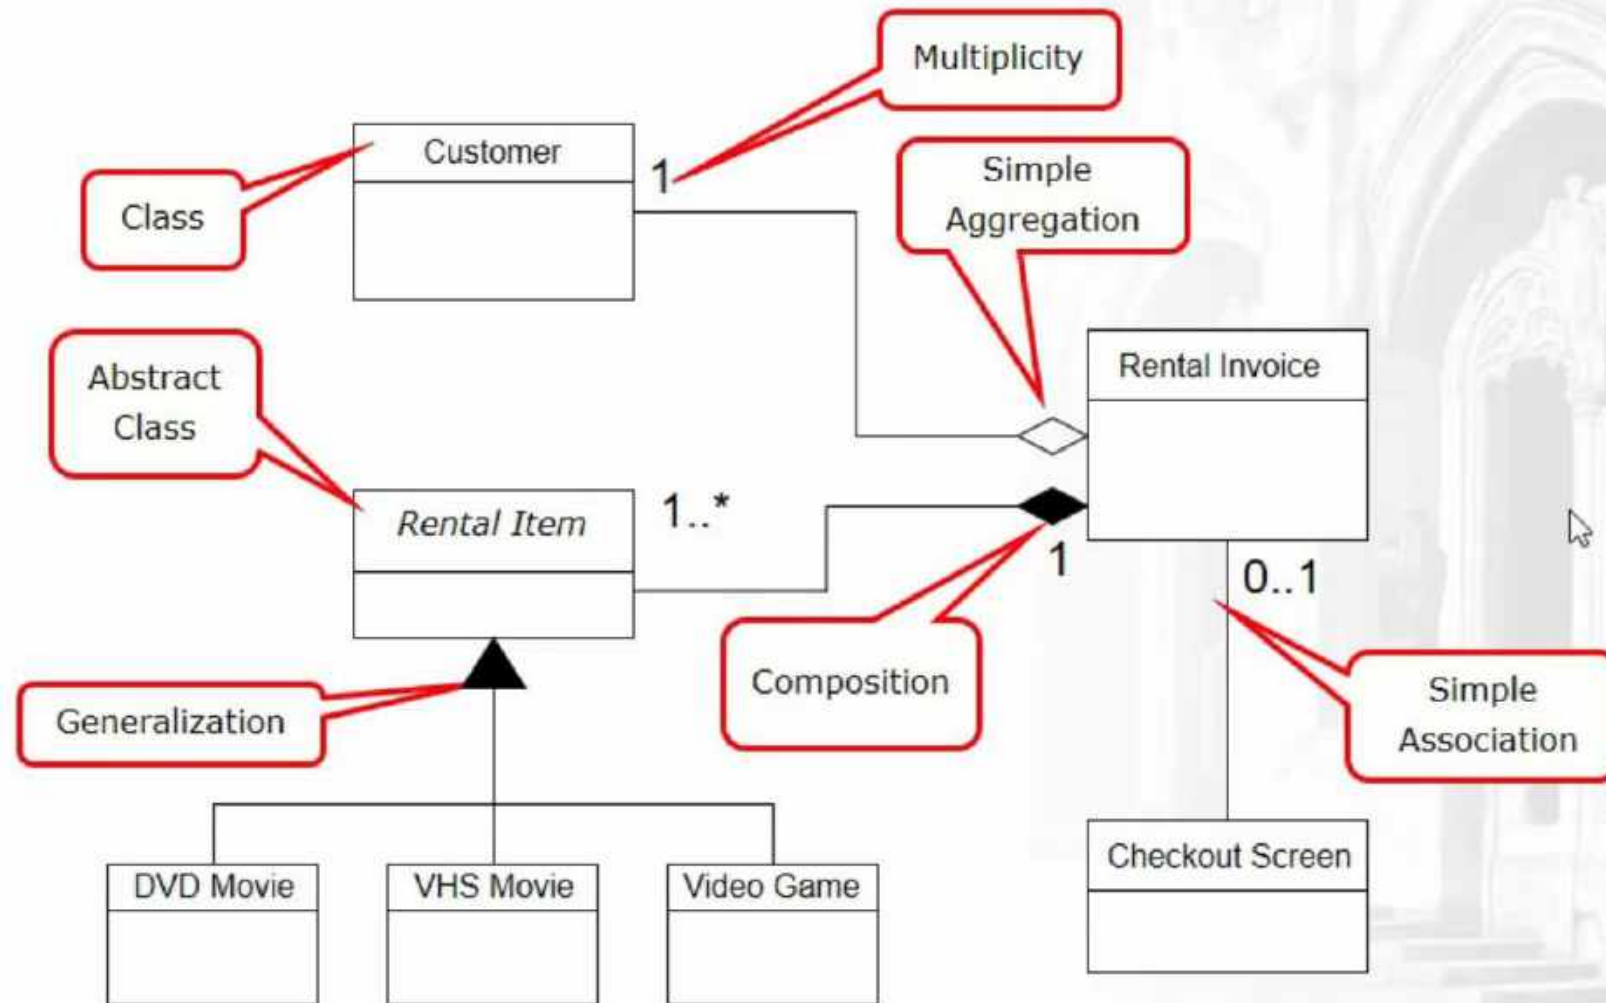 Multiplicity
Customer
1
Class
Simple
Aggregation
Abstract
Class
Rental Invoice
Rental Item
1..*
1
0..1
Generalization
Composition
Simple
Association
DVD Movie
VHS Movie
Video Game
Checkout Screen